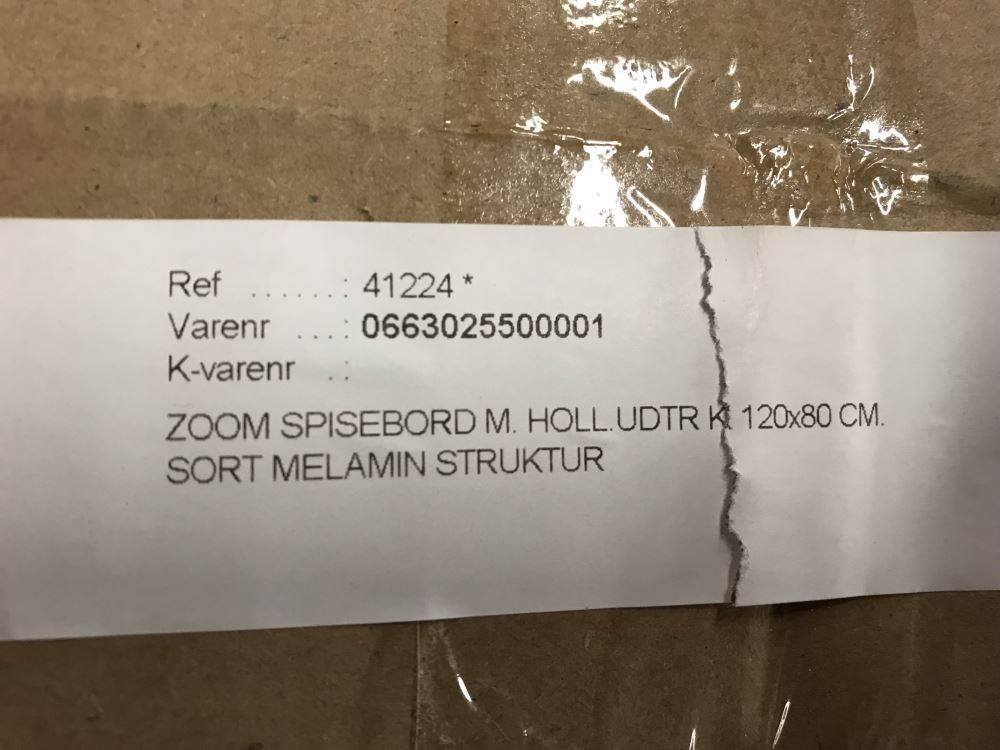 Ref .......: 41224 *
Varenr ....: 0663025500001
K-varenr ..:
ZOOM SPISEBORD M. HOLL.UDTR K. 120x80 CM.
SORT MELAMIN STRUKTUR